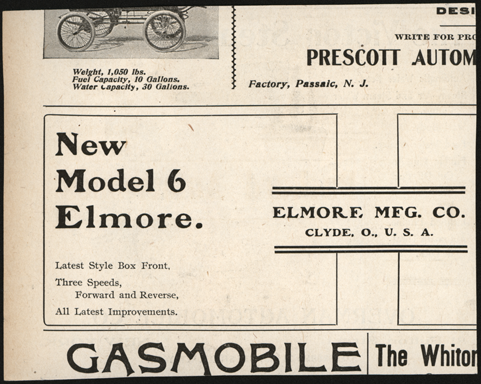 DESI
WRITE FOR PRO
PRESCOTT AUTOM
Factory, Passaic, N. J.
Weight, 1,050 lbs.
Fuel Capacity, 10 Gallons.
Water Capacity, 30 Gallons.
New
Model 6
Elmore.
Latest Style Box Front,
Three Speeds,
Forward and Reverse,
All Latest Improvements.
ELMORE MFG. CO.
CLYDE, O., U. S. A.
GASMOBILE
The Whiton